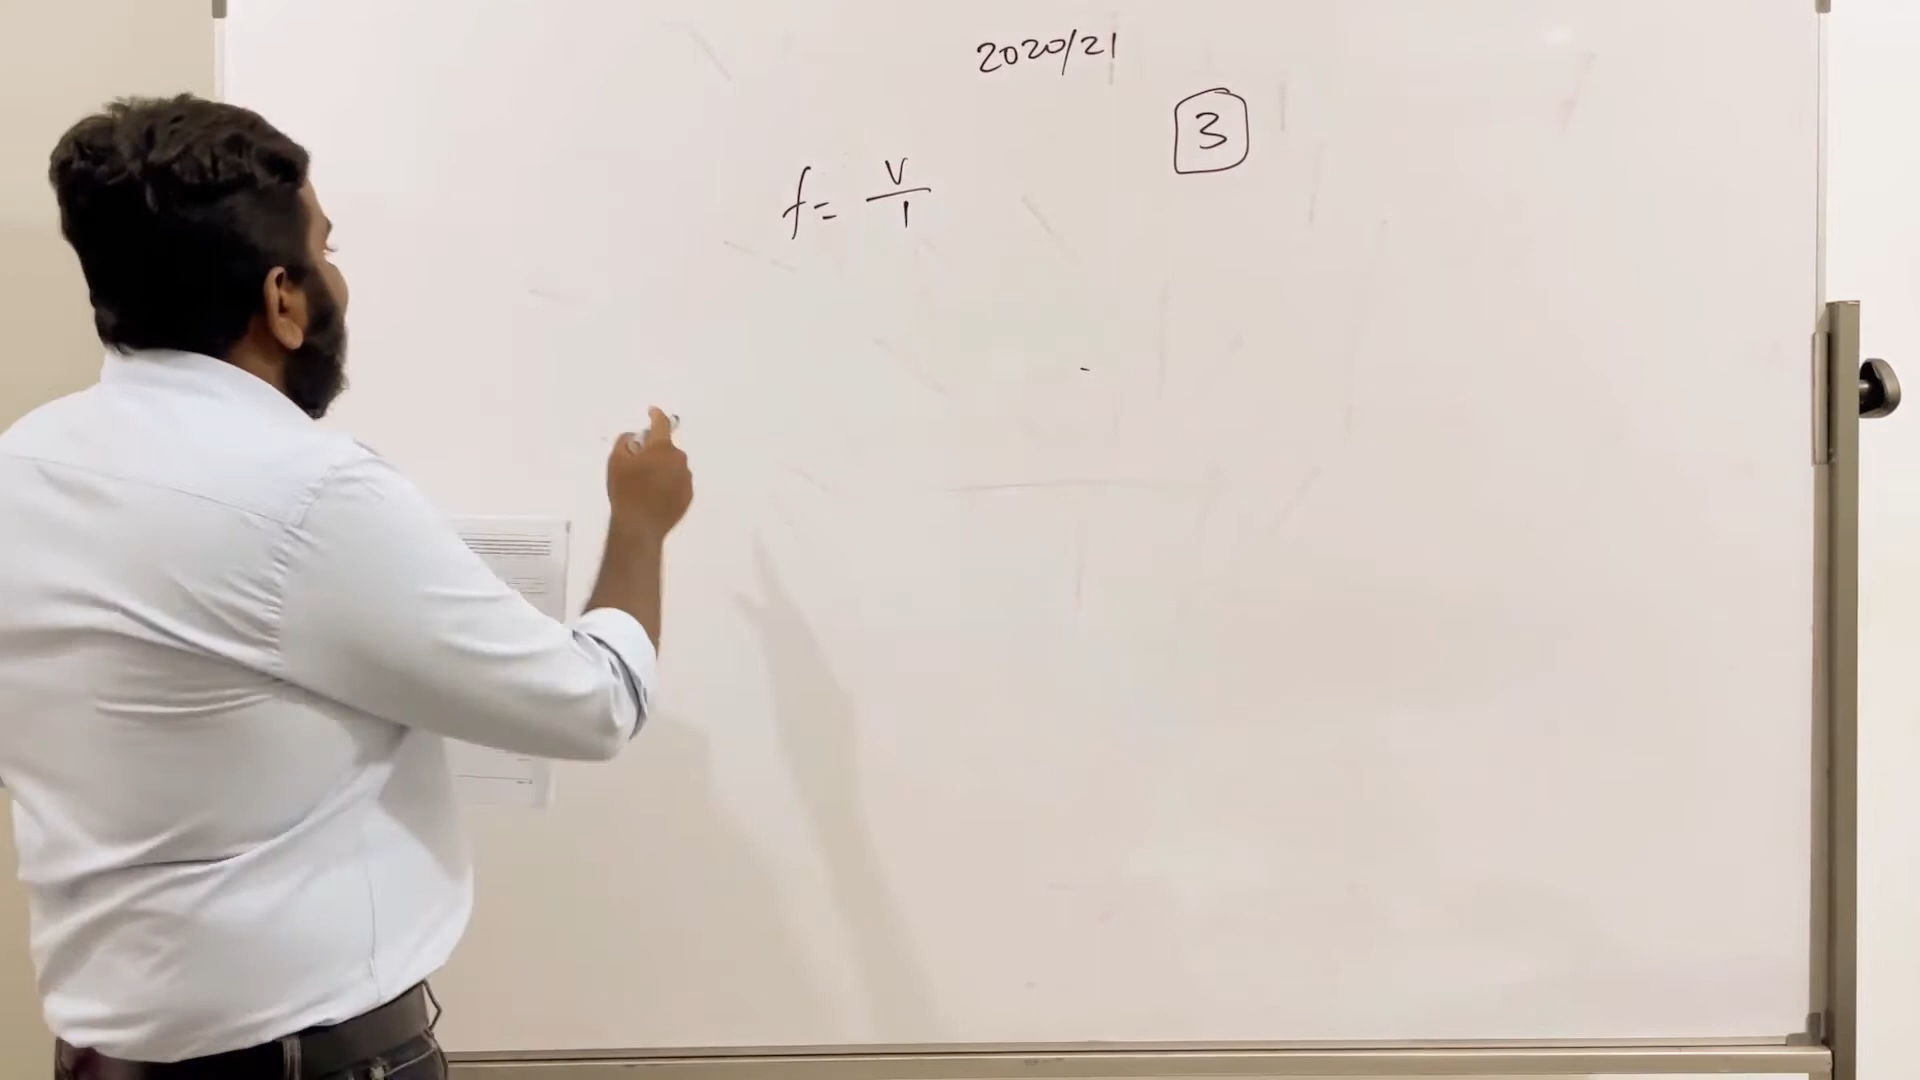 2020/21
3
f = v/1